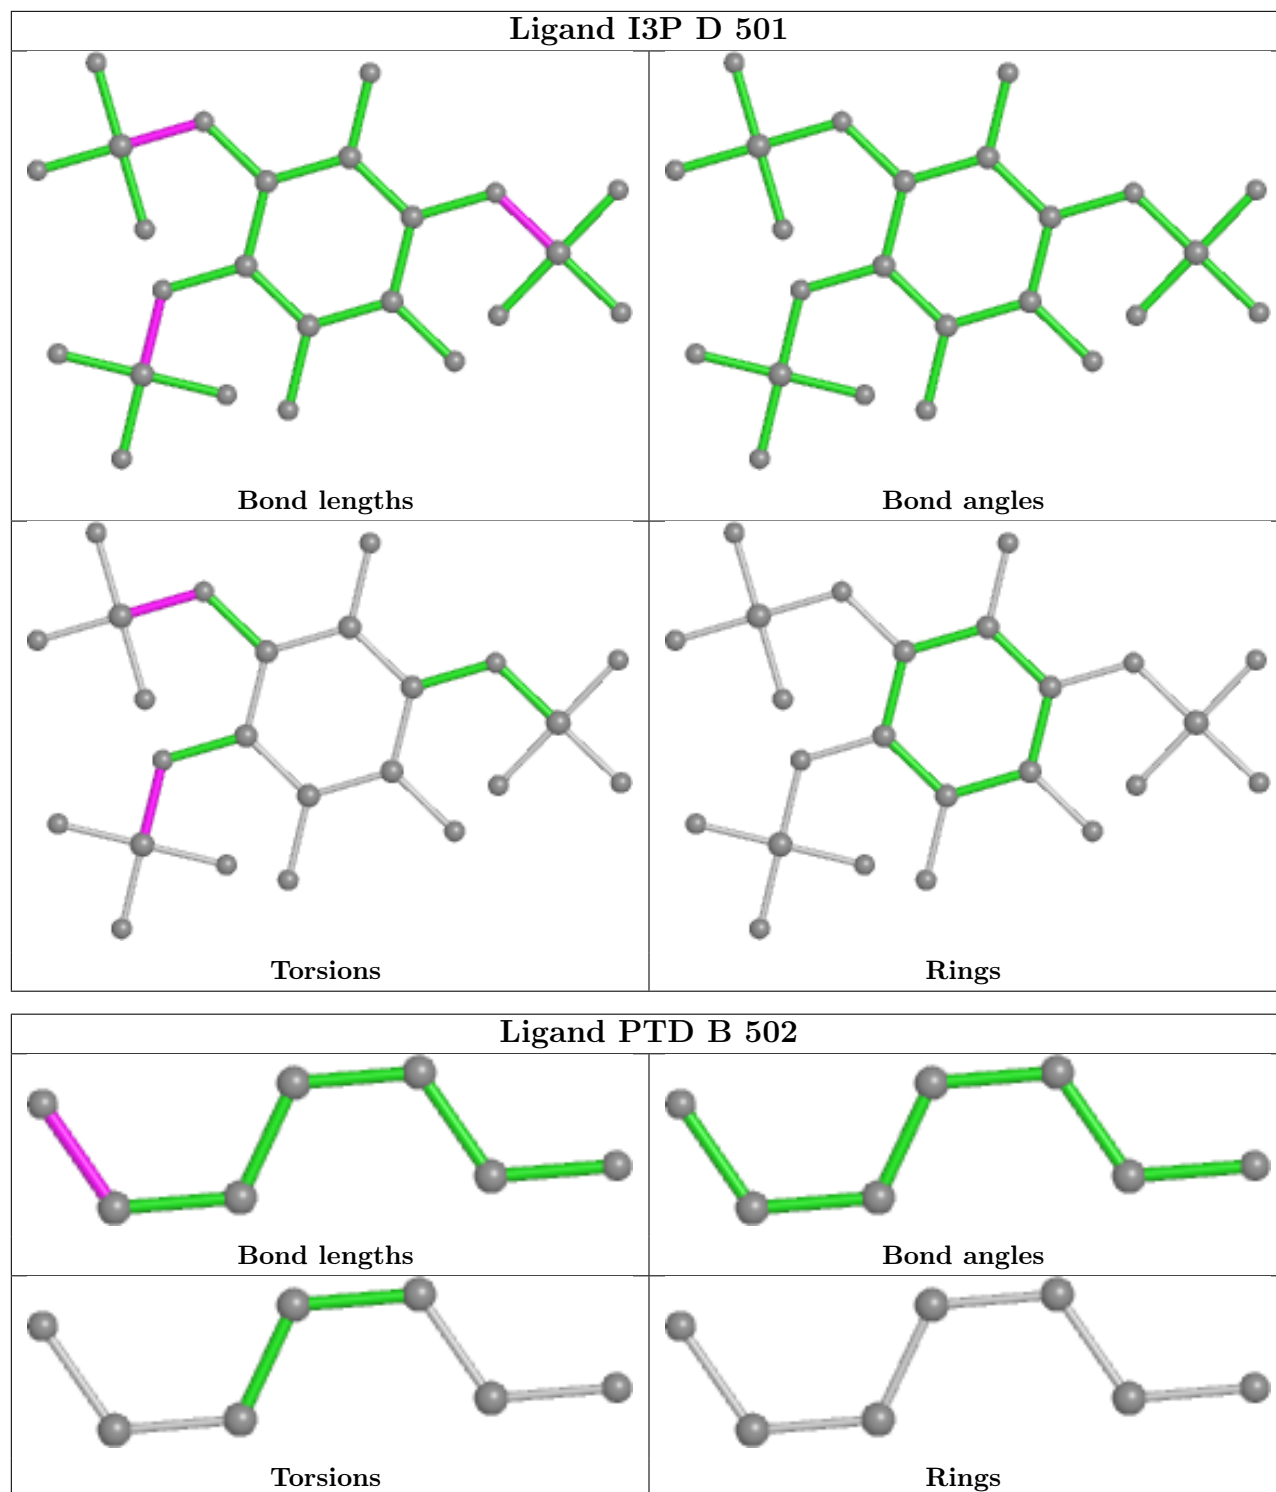 Ligand I3P D 501
Bond lengths
Bond angles
Torsions
Rings
Ligand PTD B 502
Bond lengths
Bond angles
Torsions
Rings